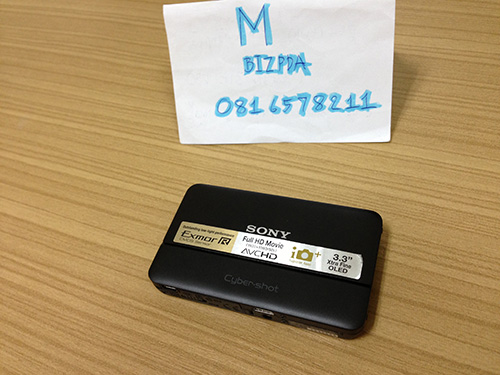 M
BIZPDA
0816578211
SONY
Exmor R
Full HD Movie
AVCHD
i +
3.3"
Xtra Fine
OLED
Cyber-shot